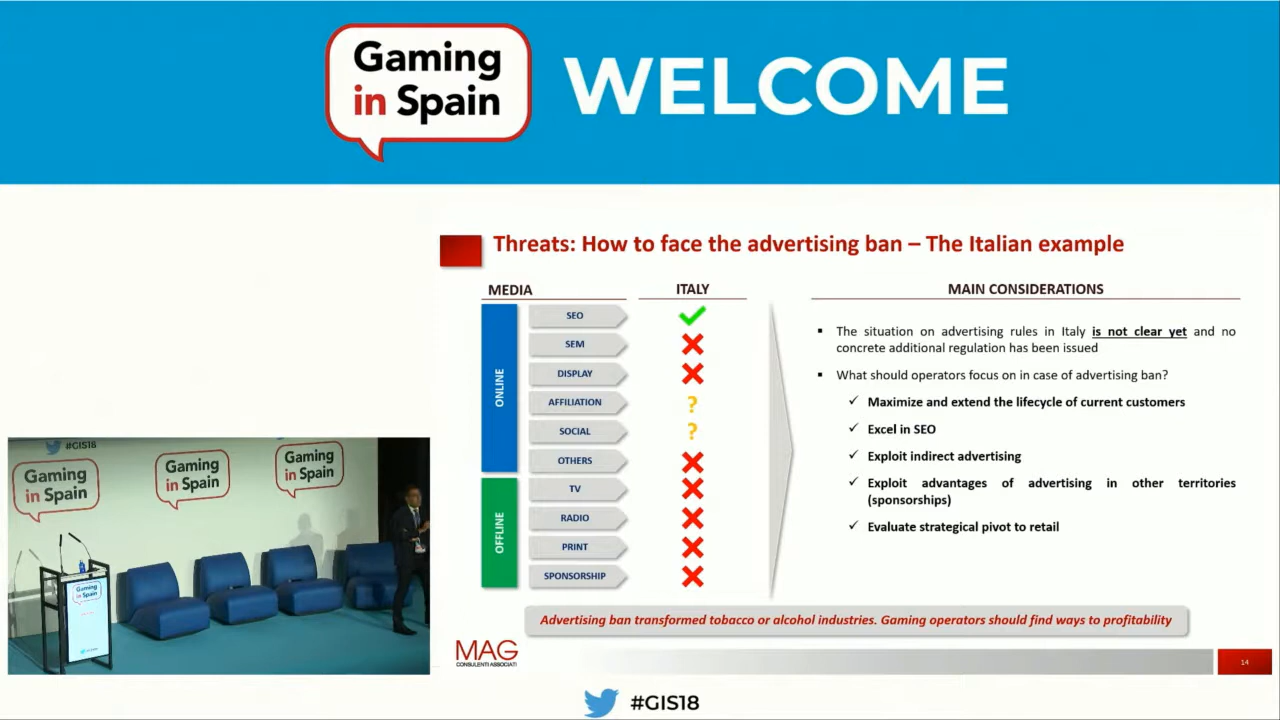 Gaming
in Spain
WELCOME
Threats: How to face the advertising ban – The Italian example
MEDIA
ITALY
MAIN CONSIDERATIONS
ONLINE
SEO
SEM
DISPLAY
AFFILIATION
?
SOCIAL
?
OTHERS
OFFLINE
TV
RADIO
PRINT
SPONSORSHIP
The situation on advertising rules in Italy is not clear yet and no
concrete additional regulation has been issued
What should operators focus on in case of advertising ban?
Maximize and extend the lifecycle of current customers
Excel in SEO
Exploit indirect advertising
Exploit advantages of advertising in other territories
(sponsorships)
Evaluate strategical pivot to retail
Advertising ban transformed tobacco or alcohol industries. Gaming operators should find ways to profitability
MAG
CONSULENTI ASSOCIATI
14
#GIS18
Gaming
in Spain
Gaming
in Spain
Gaming
in Spain
Gaming
in Spain
#GIS18